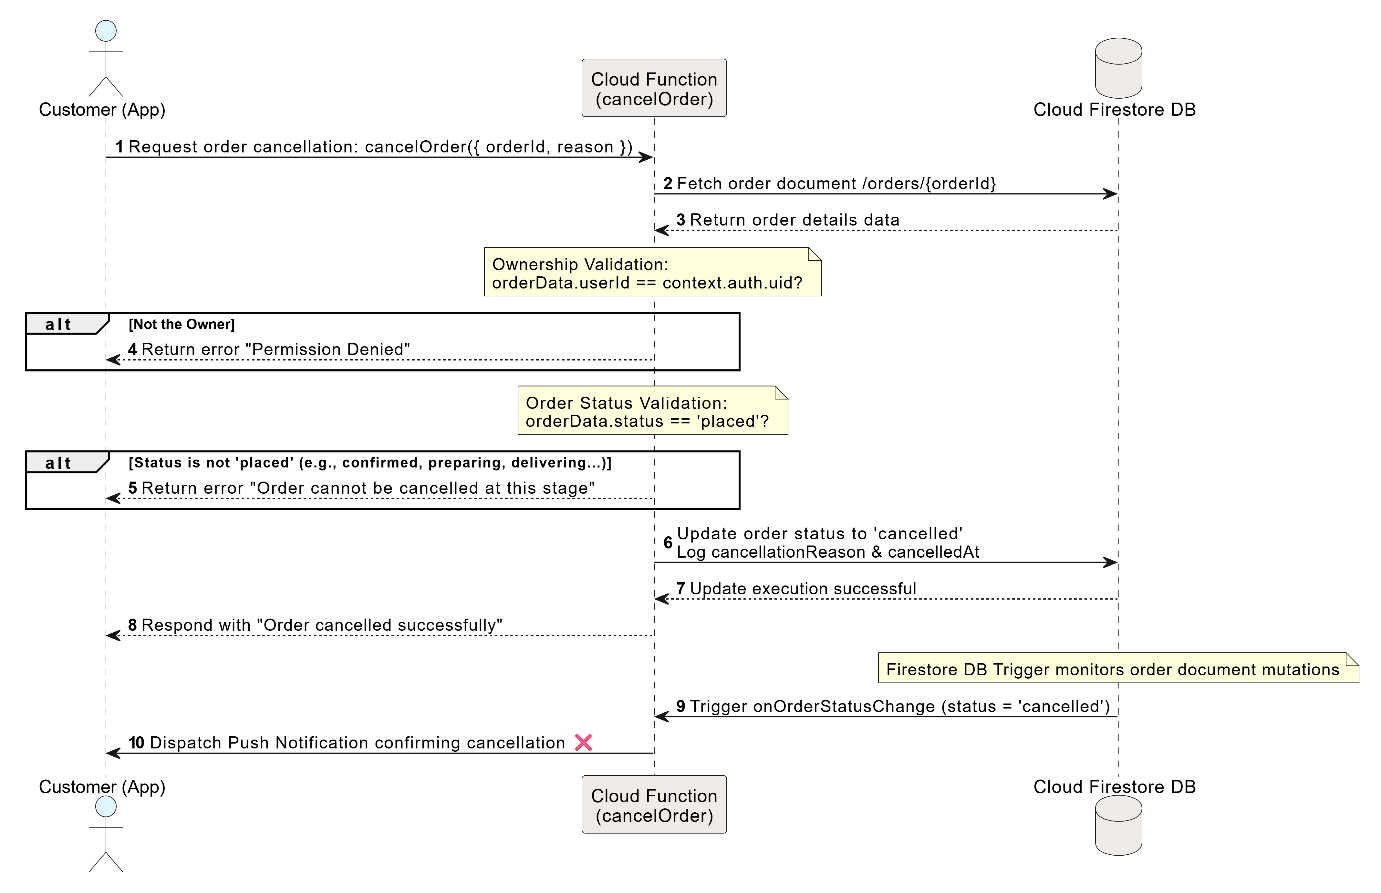 Customer (App)
Cloud Function
(cancelOrder)
Cloud Firestore DB
1 Request order cancellation: cancelOrder({ orderId, reason })
2 Fetch order document /orders/{orderId}
3 Return order details data
Ownership Validation:
orderData.userId == context.auth.uid?
alt [Not the Owner]
4 Return error "Permission Denied"
Order Status Validation:
orderData.status == 'placed'?
alt [Status is not 'placed' (e.g., confirmed, preparing, delivering...)]
5 Return error "Order cannot be cancelled at this stage"
6 Update order status to 'cancelled'
Log cancellationReason & cancelledAt
7 Update execution successful
8 Respond with "Order cancelled successfully"
Firestore DB Trigger monitors order document mutations
9 Trigger onOrderStatusChange (status = 'cancelled')
10 Dispatch Push Notification confirming cancellation ❌
Customer (App)
Cloud Function
(cancelOrder)
Cloud Firestore DB